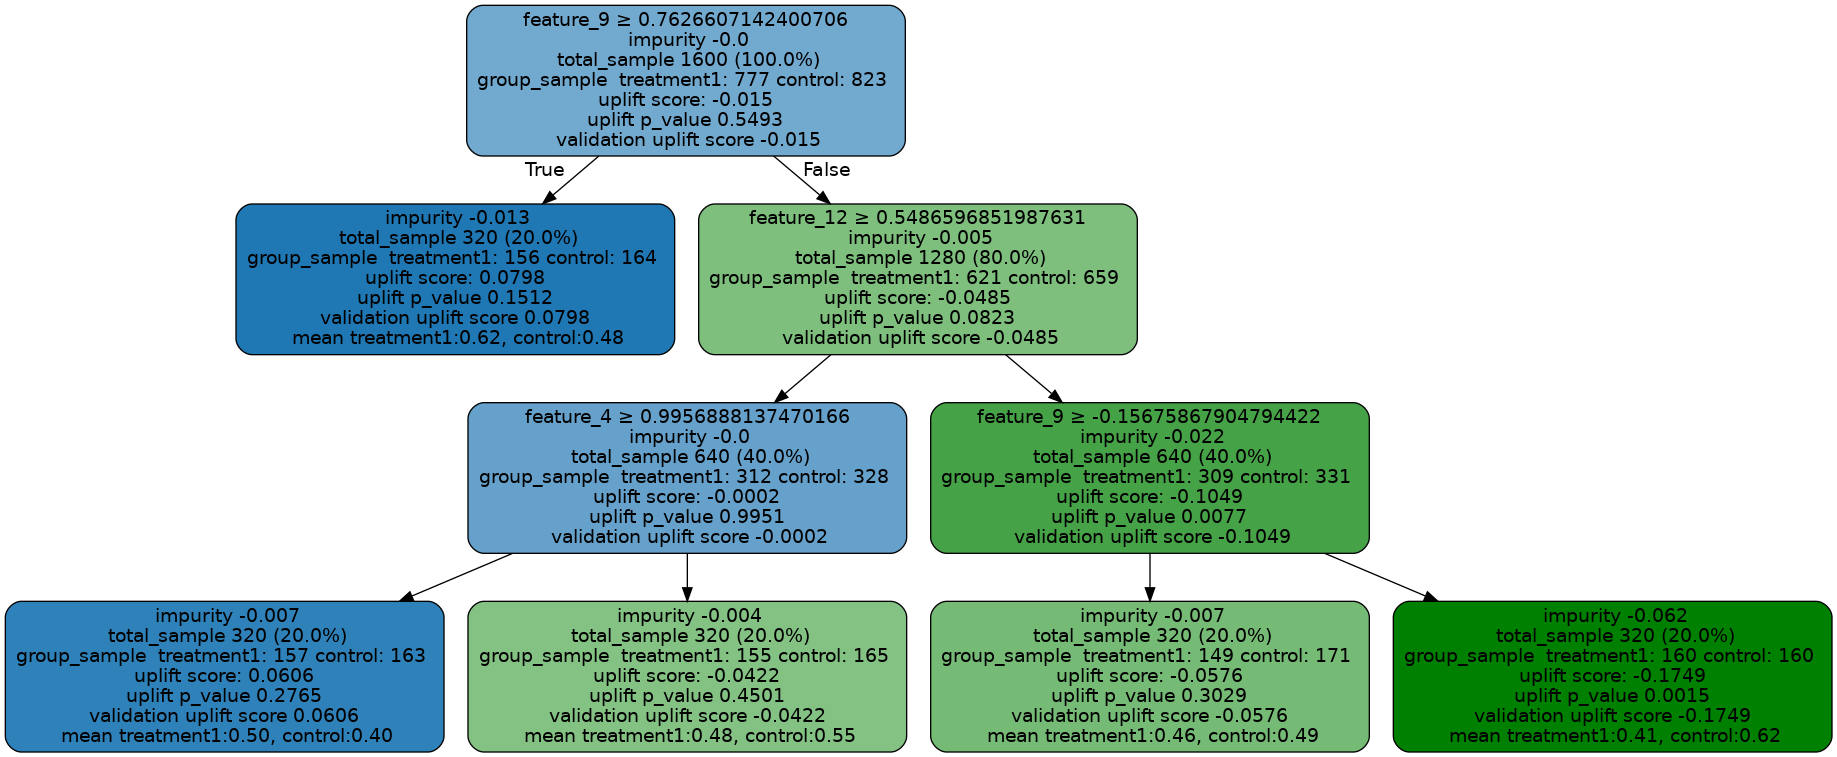 feature_9 ≥ 0.7626607142400706
impurity -0.0
total_sample 1600 (100.0%)
group_sample  treatment1: 777 control: 823
uplift score: -0.015
uplift p_value 0.5493
validation uplift score -0.015
True
False
impurity -0.013
total_sample 320 (20.0%)
group_sample  treatment1: 156 control: 164
uplift score: 0.0798
uplift p_value 0.1512
validation uplift score 0.0798
mean treatment1:0.62, control:0.48
feature_12 ≥ 0.5486596851987631
impurity -0.005
total_sample 1280 (80.0%)
group_sample  treatment1: 621 control: 659
uplift score: -0.0485
uplift p_value 0.0823
validation uplift score -0.0485
feature_4 ≥ 0.9956888137470166
impurity -0.0
total_sample 640 (40.0%)
group_sample  treatment1: 312 control: 328
uplift score: -0.0002
uplift p_value 0.9951
validation uplift score -0.0002
feature_9 ≥ -0.15675867904794422
impurity -0.022
total_sample 640 (40.0%)
group_sample  treatment1: 309 control: 331
uplift score: -0.1049
uplift p_value 0.0077
validation uplift score -0.1049
impurity -0.007
total_sample 320 (20.0%)
group_sample  treatment1: 157 control: 163
uplift score: 0.0606
uplift p_value 0.2765
validation uplift score 0.0606
mean treatment1:0.50, control:0.40
impurity -0.004
total_sample 320 (20.0%)
group_sample  treatment1: 155 control: 165
uplift score: -0.0422
uplift p_value 0.4501
validation uplift score -0.0422
mean treatment1:0.48, control:0.55
impurity -0.007
total_sample 320 (20.0%)
group_sample  treatment1: 149 control: 171
uplift score: -0.0576
uplift p_value 0.3029
validation uplift score -0.0576
mean treatment1:0.46, control:0.49
impurity -0.062
total_sample 320 (20.0%)
group_sample  treatment1: 160 control: 160
uplift score: -0.1749
uplift p_value 0.0015
validation uplift score -0.1749
mean treatment1:0.41, control:0.62